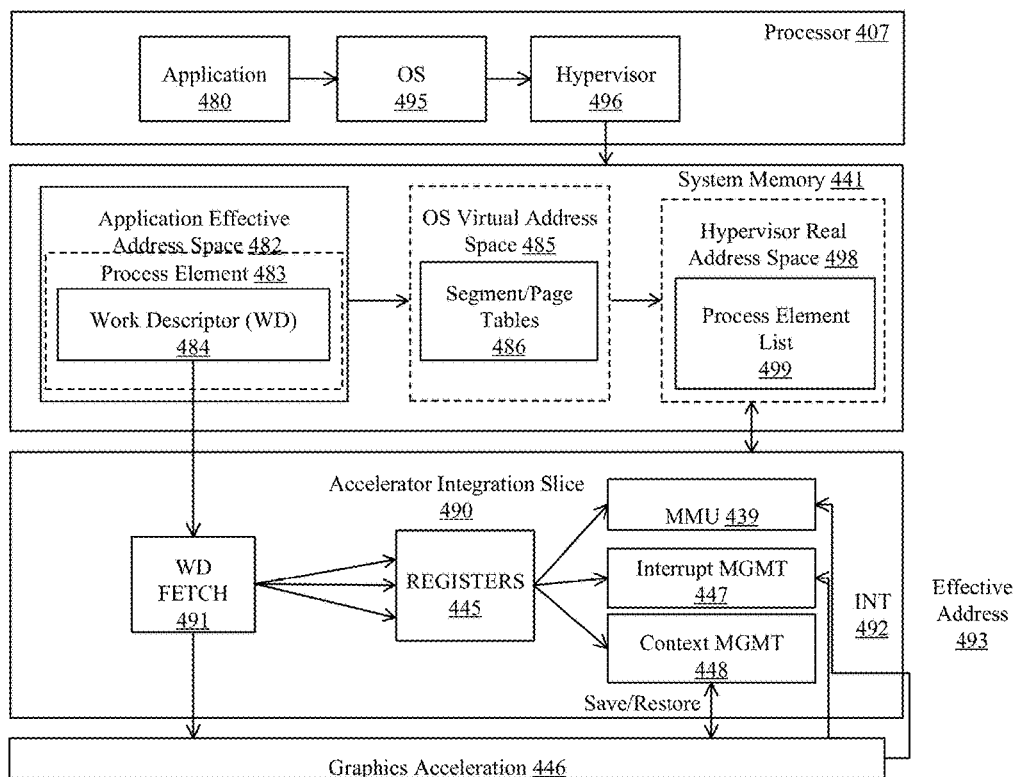 Processor 407
Application
480
OS
495
Hypervisor
496
System Memory 441
Application Effective
Address Space 482
Process Element 483
Work Descriptor (WD)
484
OS Virtual Address
Space 485
Segment/Page
Tables
486
Hypervisor Real
Address Space 498
Process Element
List
499
Accelerator Integration Slice
490
WD
FETCH
491
REGISTERS
445
MMU 439
Interrupt MGMT
447
Context MGMT
448
Save/Restore
INT
492
Effective
Address
493
Graphics Acceleration 446